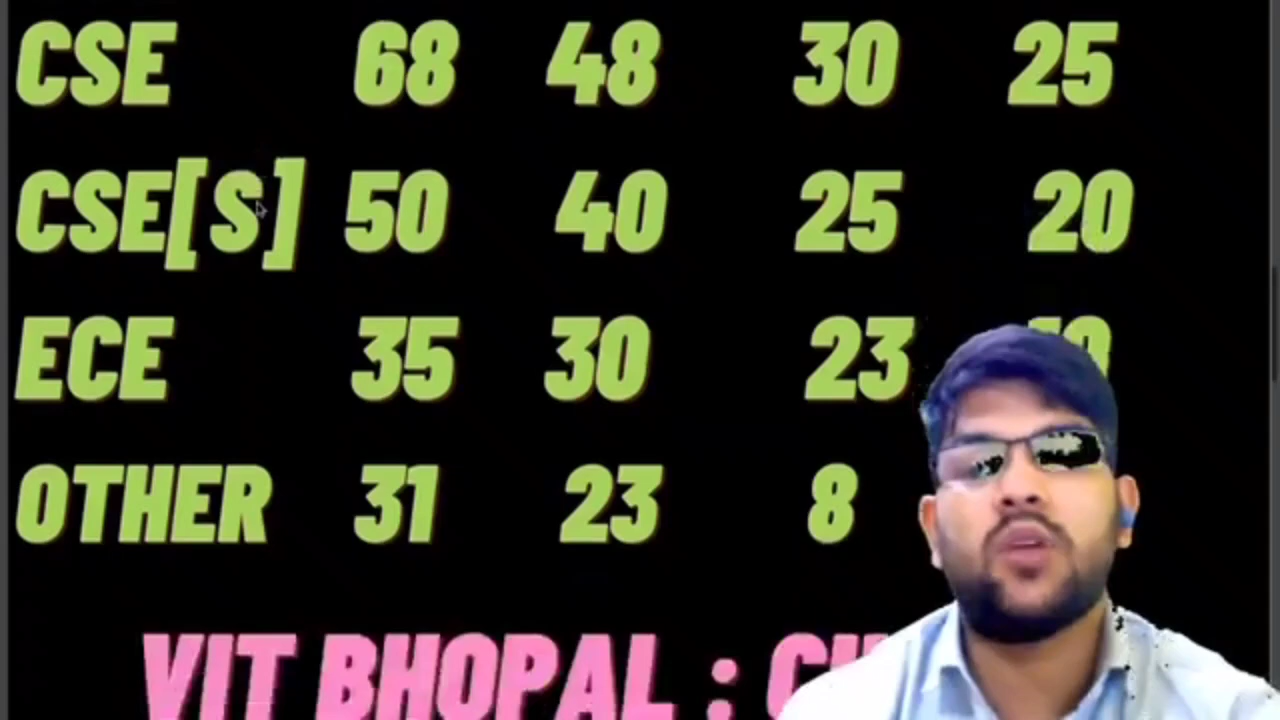 CSE 68 48 30 25
CSE[S] 50 40 25 20
ECE 35 30 23
OTHER 31 23 8
VIT BHOPAL :